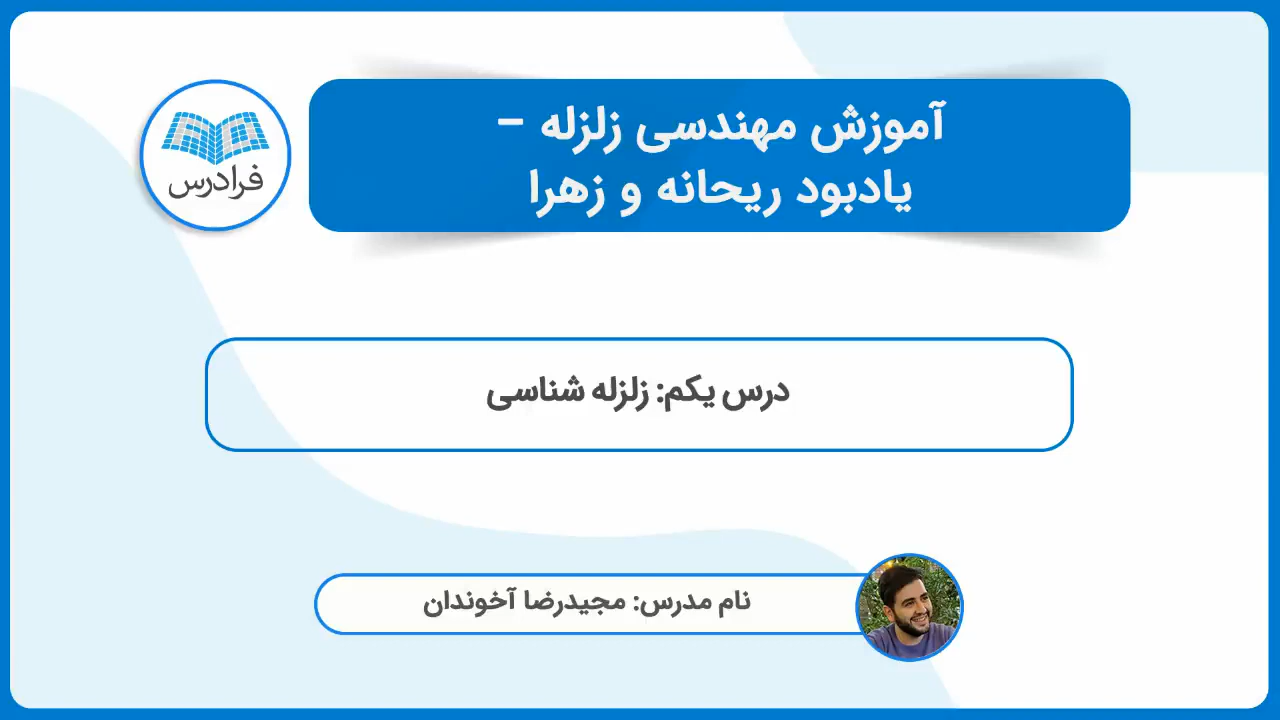 آموزش مهندسی زلزله –
یادبود ریحانه و زهرا
فرادرس
درس یکم: زلزله شناسی
نام مدرس: مجیدرضا آخوندان